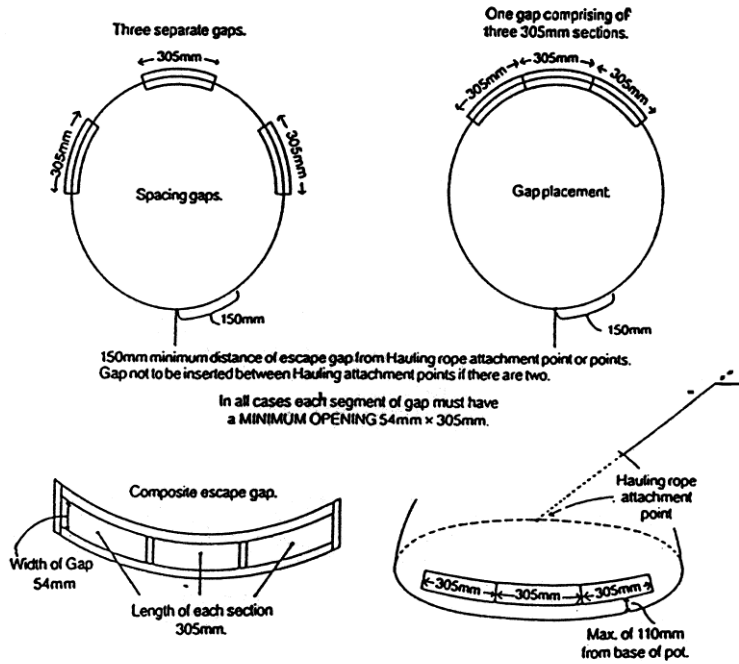 Three separate gaps.
305mm
305mm
305mm
Spacing gaps.
150mm
One gap comprising of
three 305mm sections.
305mm
305mm
305mm
Gap placement.
150mm
150mm minimum distance of escape gap from Hauling rope attachment point or points.
Gap not to be inserted between Hauling attachment points if there are two.
In all cases each segment of gap must have
a MINIMUM OPENING 54mm × 305mm.
Composite escape gap.
Width of Gap
54mm
Length of each section
305mm.
Hauling rope
attachment
point
305mm
305mm
305mm
Max. of 110mm
from base of pot.